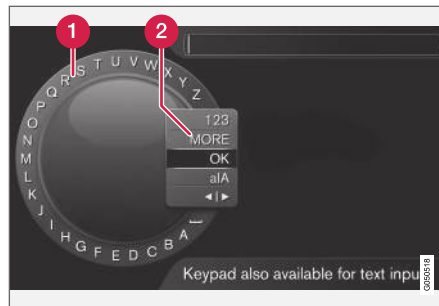 1
2
A B C D E F G H I J K L M N O P Q R S T U V W X Y Z
123
MORE
OK
a|A
◄|►
Keypad also available for text inpu
G050518